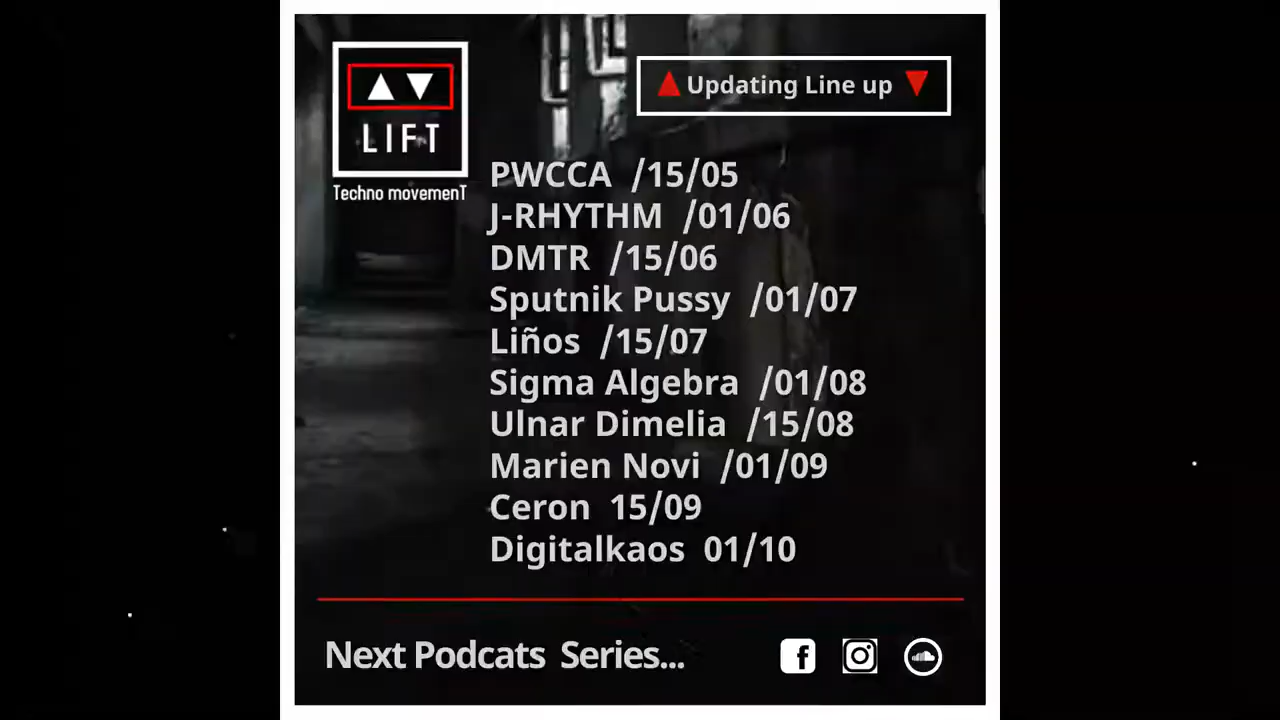 LIFT
Techno movemenT
Updating Line up
PWCCA /15/05
J-RHYTHM /01/06
DMTR /15/06
Sputnik Pussy /01/07
Liños /15/07
Sigma Algebra /01/08
Ulnar Dimelia /15/08
Marien Novi /01/09
Ceron 15/09
Digitalkaos 01/10
Next Podcats Series...